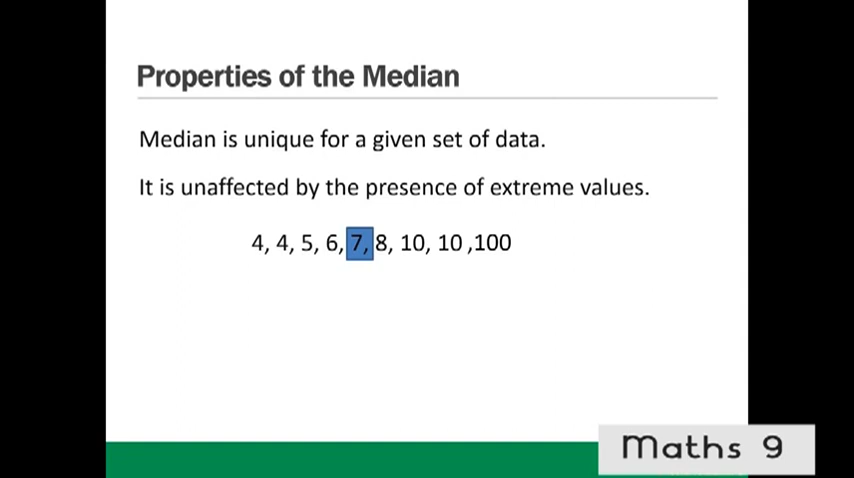 Properties of the Median
Median is unique for a given set of data.
It is unaffected by the presence of extreme values.
4, 4, 5, 6, 7, 8, 10, 10 ,100
Maths 9